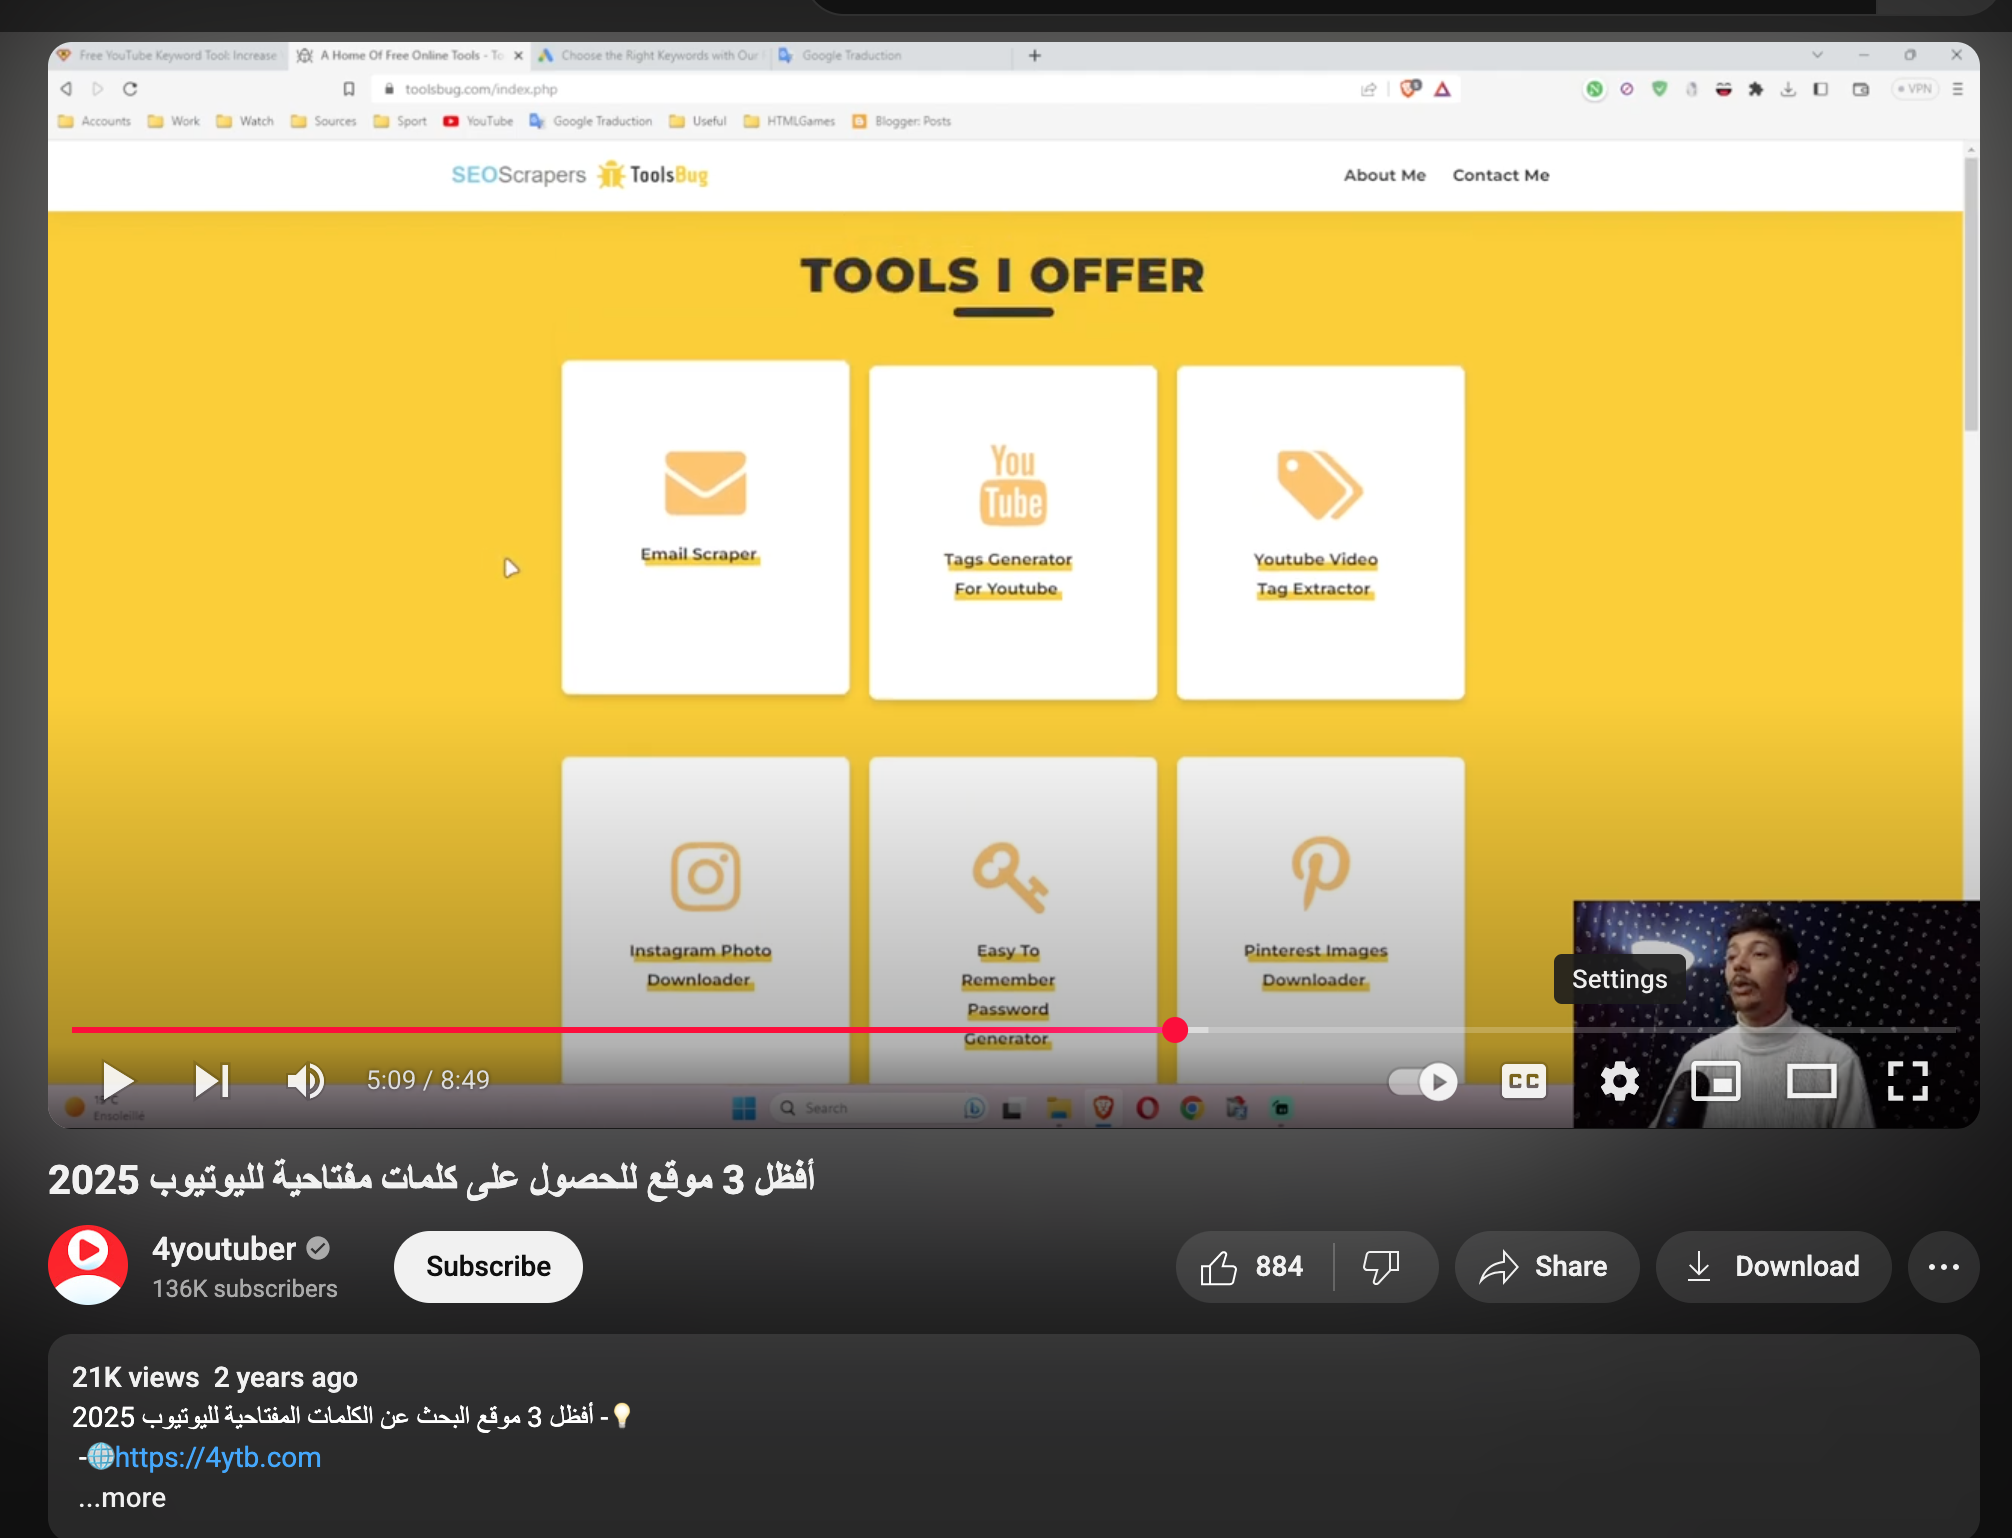 Free YouTube Keyword Tool: Increase
A Home Of Free Online Tools - To
Choose the Right Keywords with Our
Google Traduction
toolsbug.com/index.php
VPN
Accounts
Work
Watch
Sources
Sport
YouTube
Google Traduction
Useful
HTMLGames
Blogger: Posts
SEOScrapers ToolsBug
About Me
Contact Me
TOOLS I OFFER
Email Scraper
You
Tube
Tags Generator
For Youtube
Youtube Video
Tag Extractor
Instagram Photo
Downloader
Easy To
Remember
Password
Generator
Pinterest Images
Downloader
Settings
5:09 / 8:49
CC
Ensoleillé
Search
أفظل 3 موقع للحصول على كلمات مفتاحية لليوتيوب 2025
4youtuber
136K subscribers
Subscribe
884
Share
Download
21K views 2 years ago
💡- أفظل 3 موقع البحث عن الكلمات المفتاحية لليوتيوب 2025
-🌐https://4ytb.com
...more